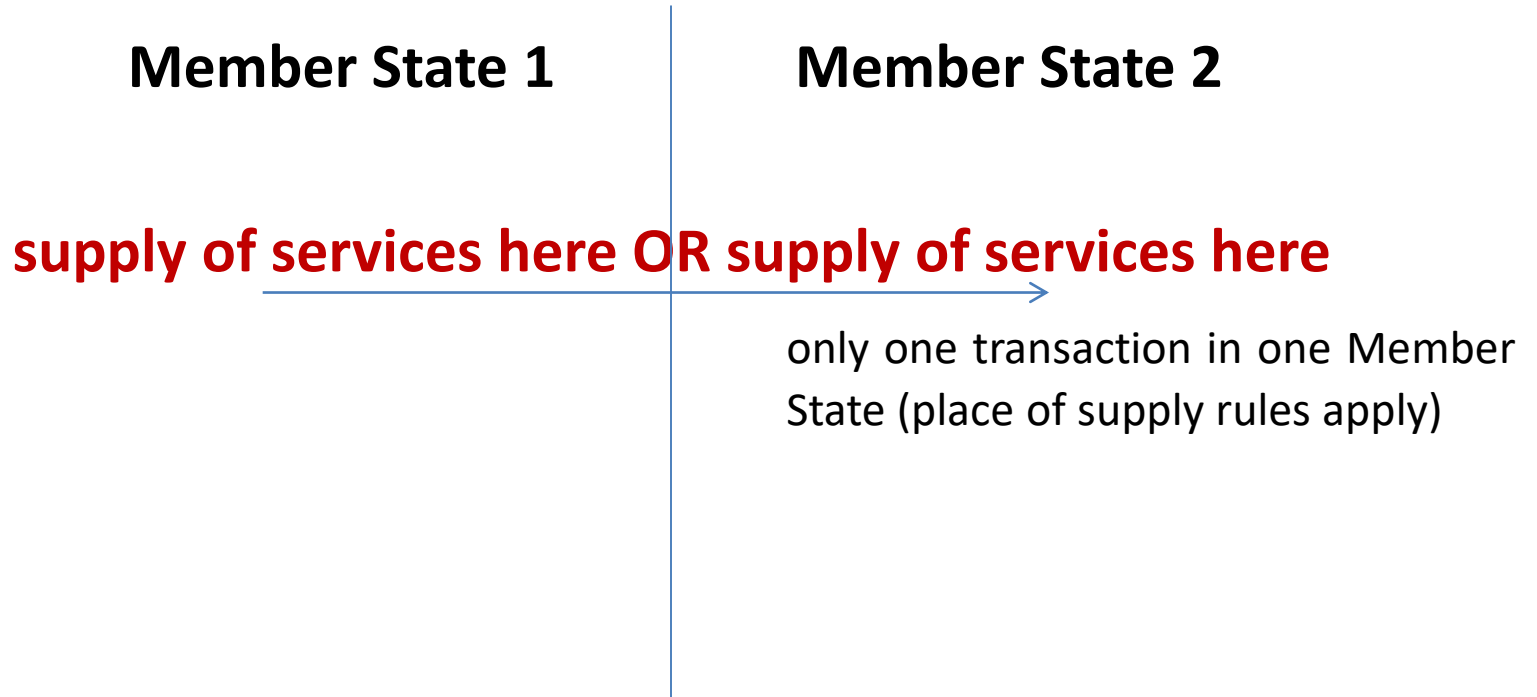 Member State 1
Member State 2
supply of services here OR supply of services here
only one transaction in one Member
State (place of supply rules apply)